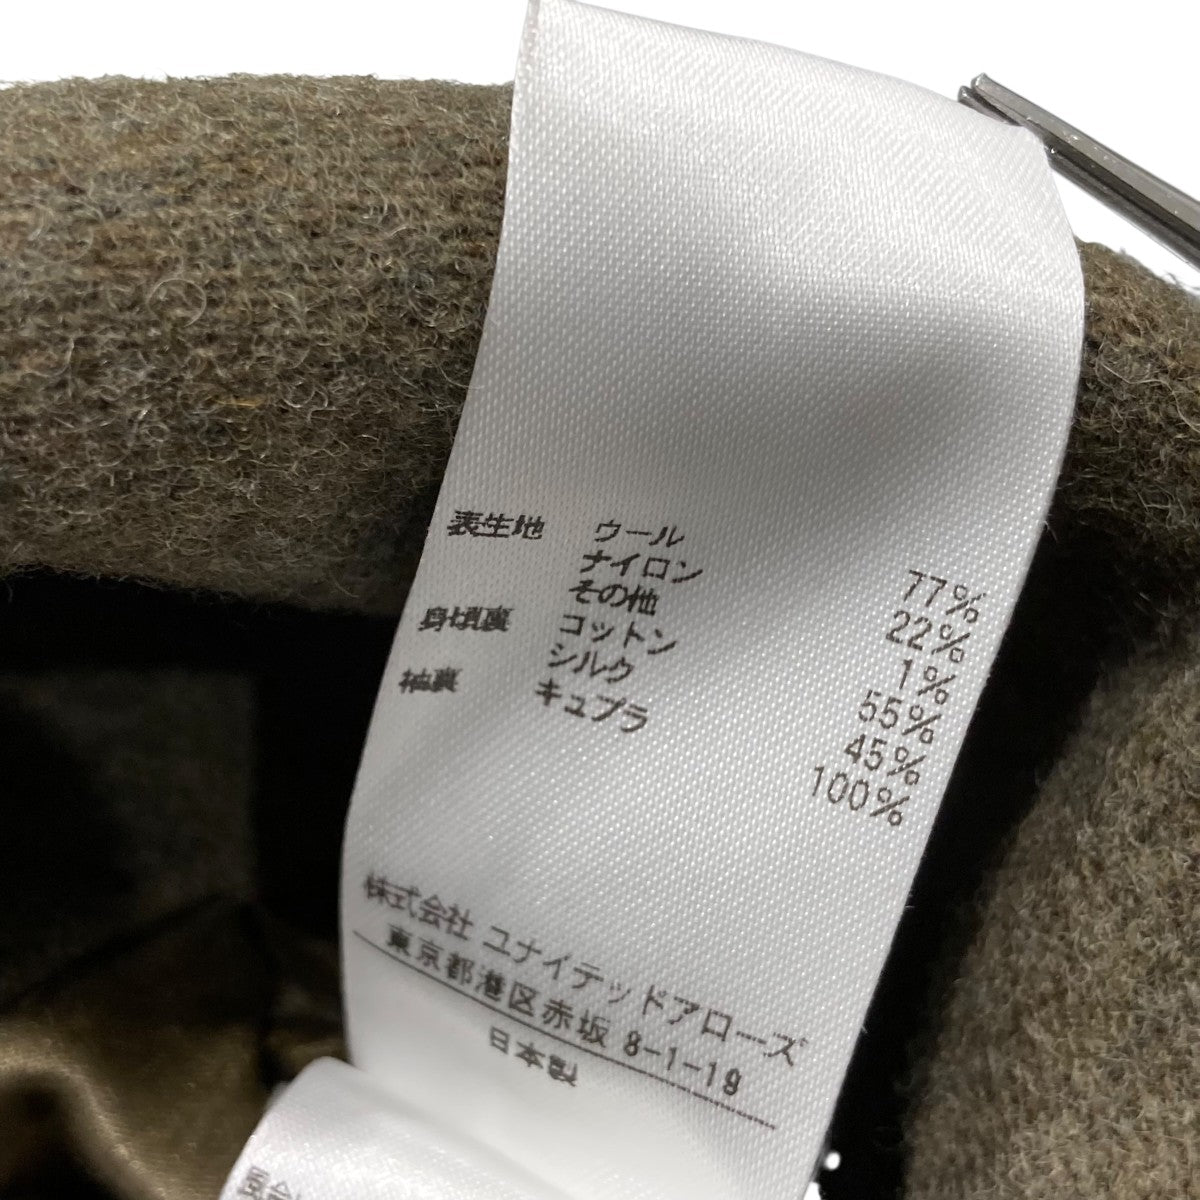 表生地 ウール 77%
ナイロン 22%
その他 1%
身頃裏 コットン 55%
シルク 45%
袖裏 キュプラ 100%
株式会社 ユナイテッドアローズ
東京都港区赤坂 8-1-19
日本製